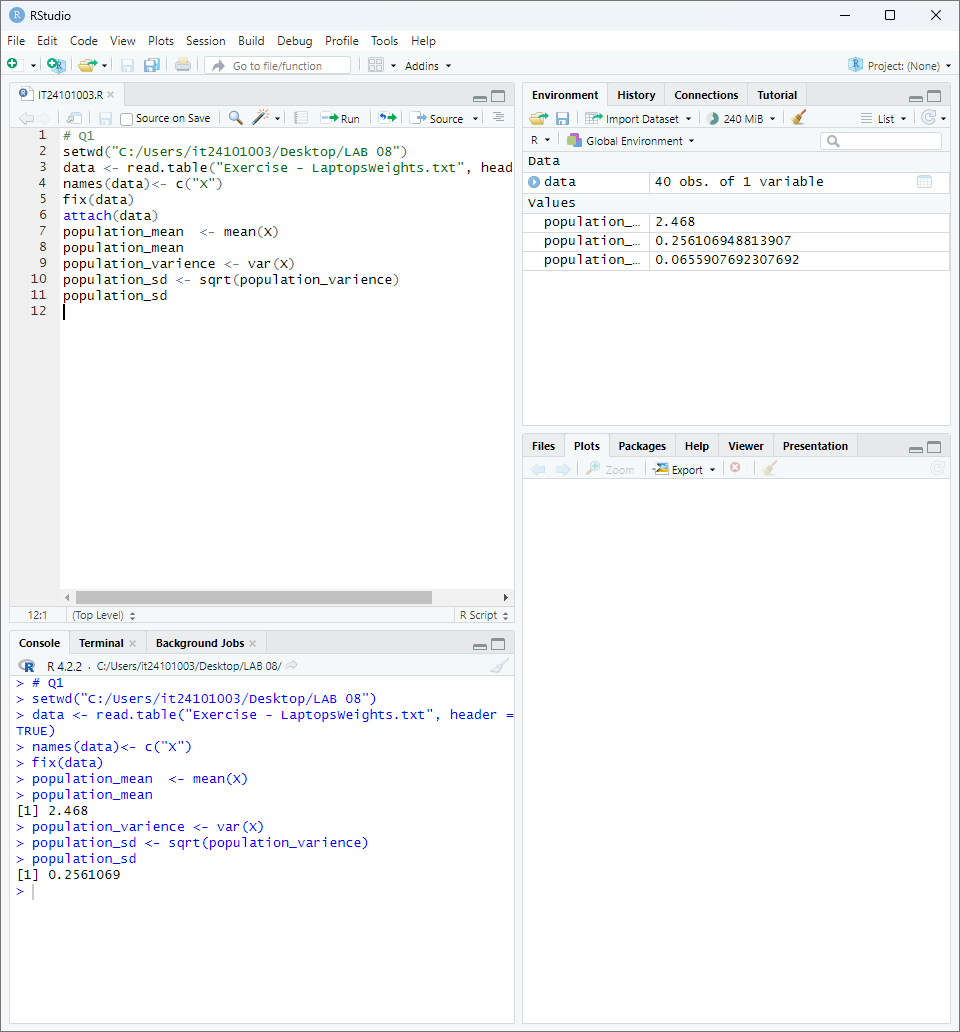 RStudio
File Edit Code View Plots Session Build Debug Profile Tools Help
Go to file/function Addins Project: (None)
IT24101003.R
Source on Save Run Source
1 # Q1
2 setwd("C:/Users/it24101003/Desktop/LAB 08")
3 data <- read.table("Exercise - LaptopsWeights.txt", head
4 names(data)<- c("X")
5 fix(data)
6 attach(data)
7 population_mean  <- mean(X)
8 population_mean
9 population_varience <- var(X)
10 population_sd <- sqrt(population_varience)
11 population_sd
12
12:1 (Top Level) R Script
Console Terminal Background Jobs
R 4.2.2 · C:/Users/it24101003/Desktop/LAB 08/
> # Q1
> setwd("C:/Users/it24101003/Desktop/LAB 08")
> data <- read.table("Exercise - LaptopsWeights.txt", header =
TRUE)
> names(data)<- c("X")
> fix(data)
> population_mean  <- mean(X)
> population_mean
[1] 2.468
> population_varience <- var(X)
> population_sd <- sqrt(population_varience)
> population_sd
[1] 0.2561069
>
Environment History Connections Tutorial
Import Dataset 240 MiB List
R Global Environment
Data
data 40 obs. of 1 variable
Values
population_… 2.468
population_… 0.256106948813907
population_… 0.0655907692307692
Files Plots Packages Help Viewer Presentation
Zoom Export